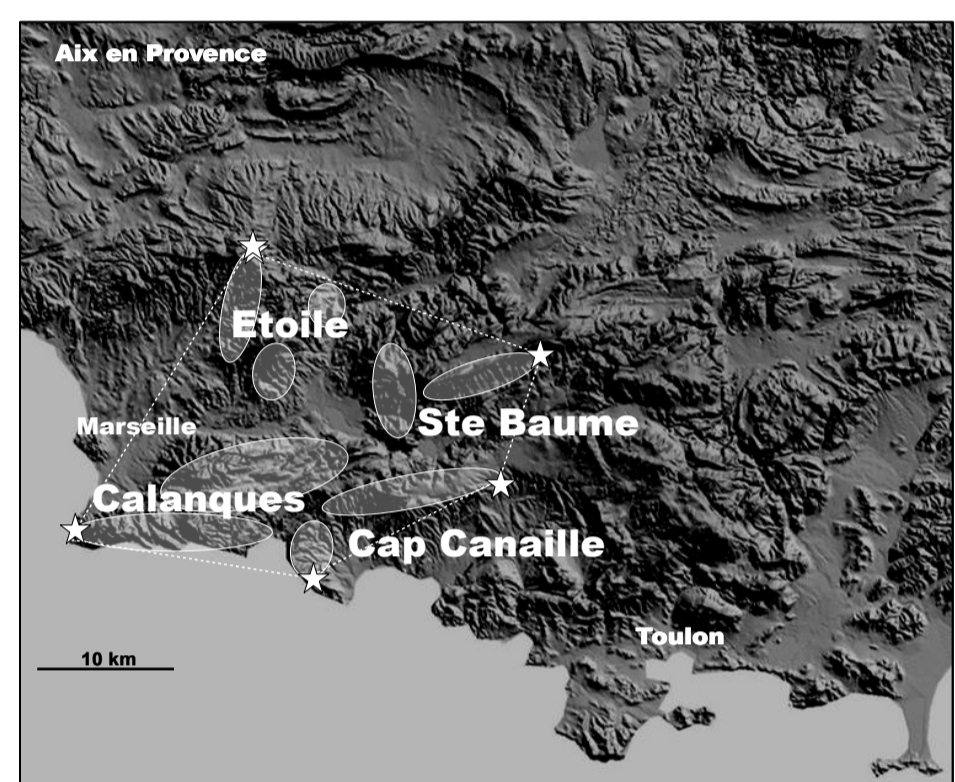 Aix en Provence
Etoile
Marseille
Ste Baume
Calanques
Cap Canaille
Toulon
10 km